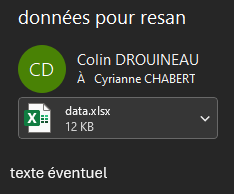 données pour resan
CD
Colin DROUINEAU
À Cyrianne CHABERT
data.xlsx
12 KB
texte éventuel